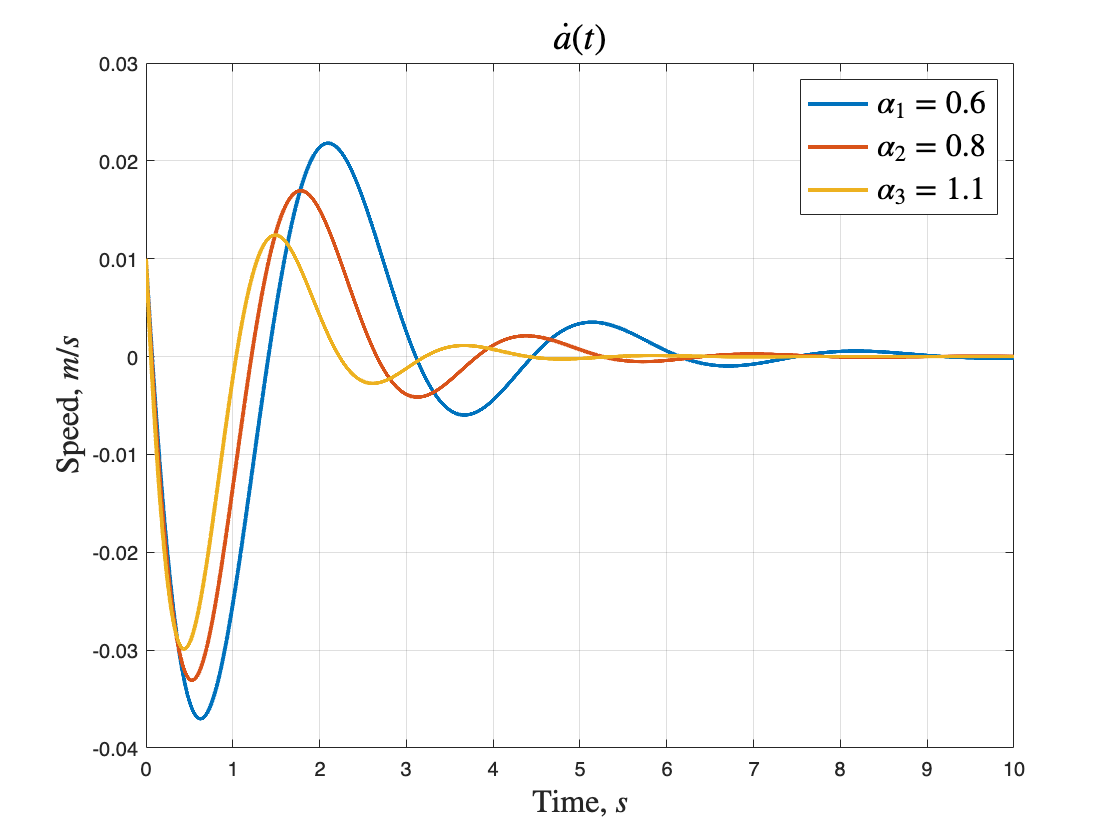 ȧ(t)
0.03
0.02
0.01
0
-0.01
-0.02
-0.03
-0.04
Speed, m/s
0 1 2 3 4 5 6 7 8 9 10
Time, s
α₁ = 0.6
α₂ = 0.8
α₃ = 1.1